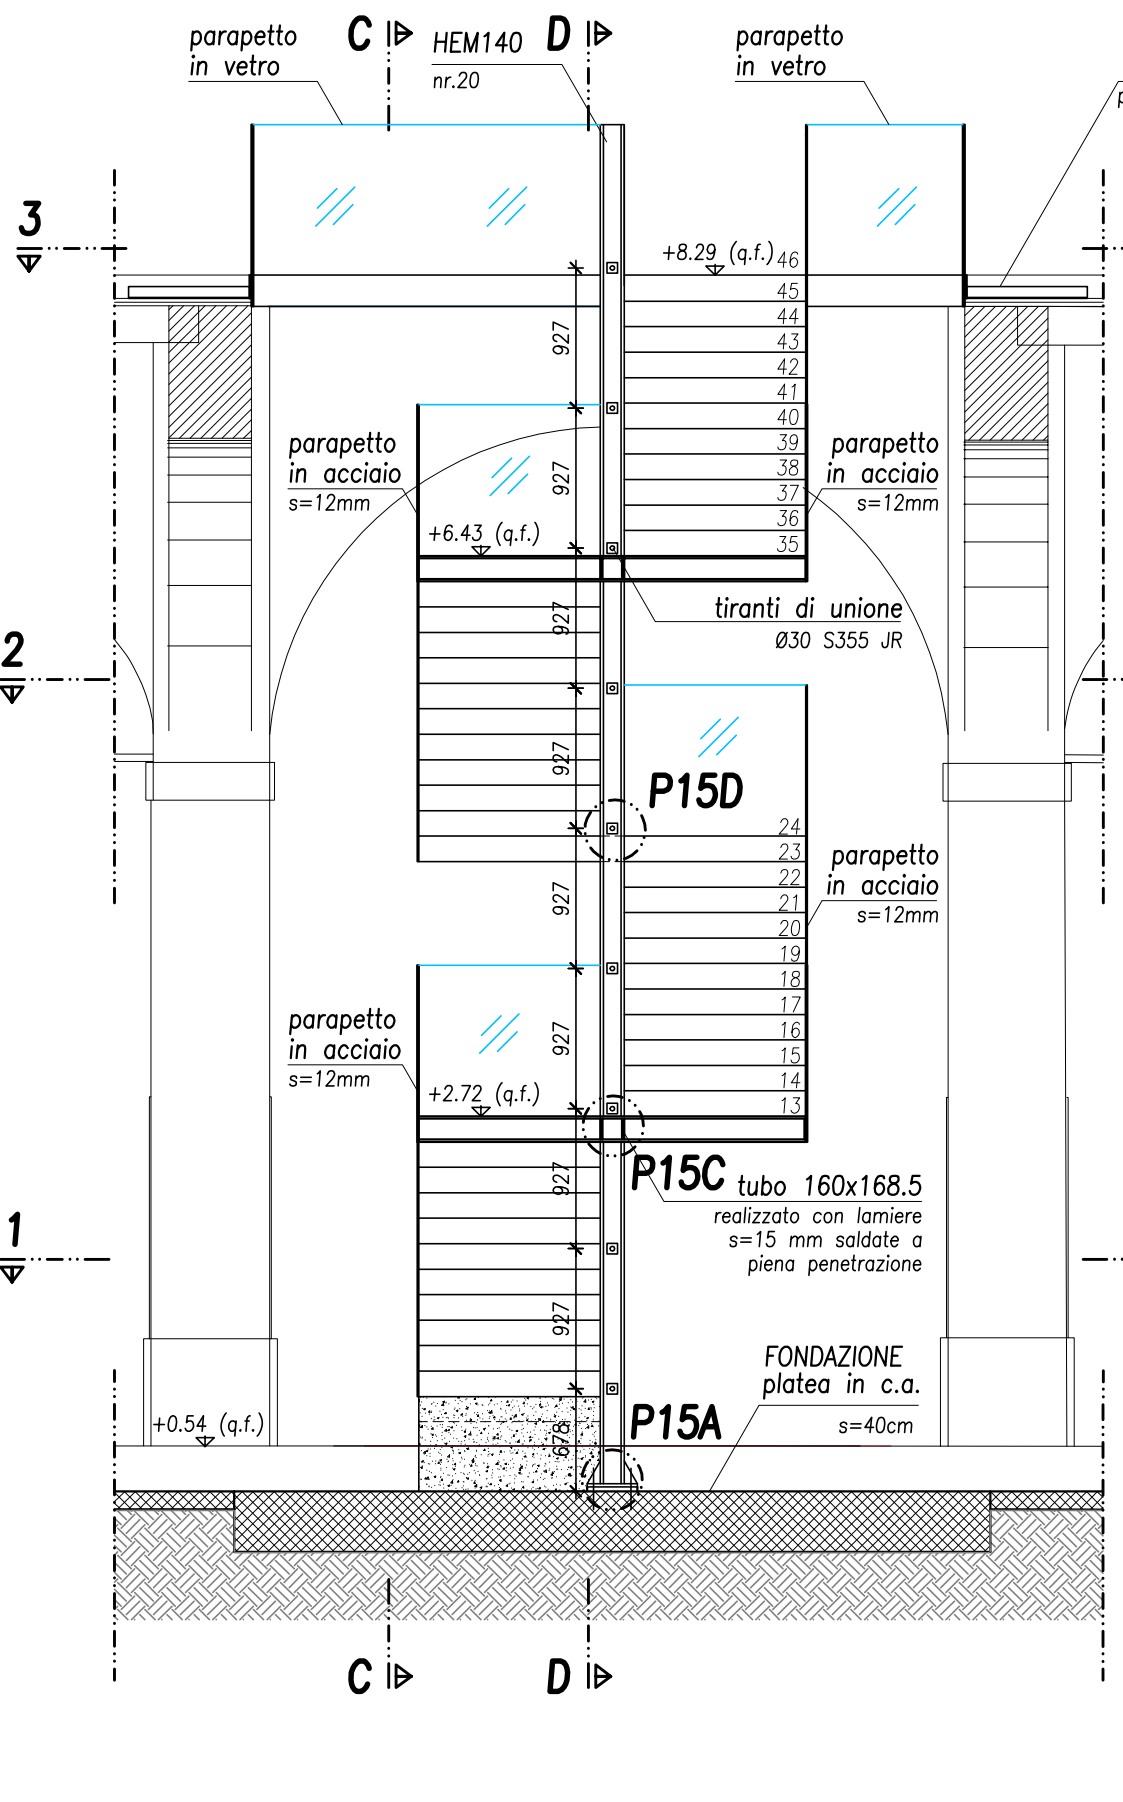 C
D
parapetto
in vetro
HEM140
nr.20
parapetto
in vetro
p
3
+8.29 (q.f.)
46
45
44
43
42
41
40
39
38
37
36
35
927
927
parapetto
in acciaio
s=12mm
parapetto
in acciaio
s=12mm
+6.43 (q.f.)
tiranti di unione
Ø30 S355 JR
927
2
927
P15D
24
23
22
21
20
19
18
17
16
15
14
13
parapetto
in acciaio
s=12mm
927
927
parapetto
in acciaio
s=12mm
+2.72 (q.f.)
P15C
tubo 160x168.5
realizzato con lamiere
s=15 mm saldate a
piena penetrazione
927
1
927
FONDAZIONE
platea in c.a.
s=40cm
+0.54 (q.f.)
678
P15A
C
D